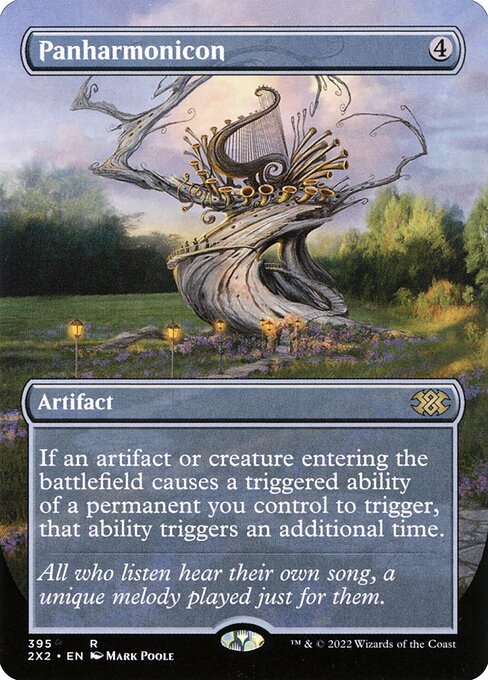 Panharmonicon 4
Artifact
If an artifact or creature entering the
battlefield causes a triggered ability
of a permanent you control to trigger,
that ability triggers an additional time.
All who listen hear their own song, a
unique melody played just for them.
395 R
2X2 • EN Mark Poole
™ & © 2022 Wizards of the Coast